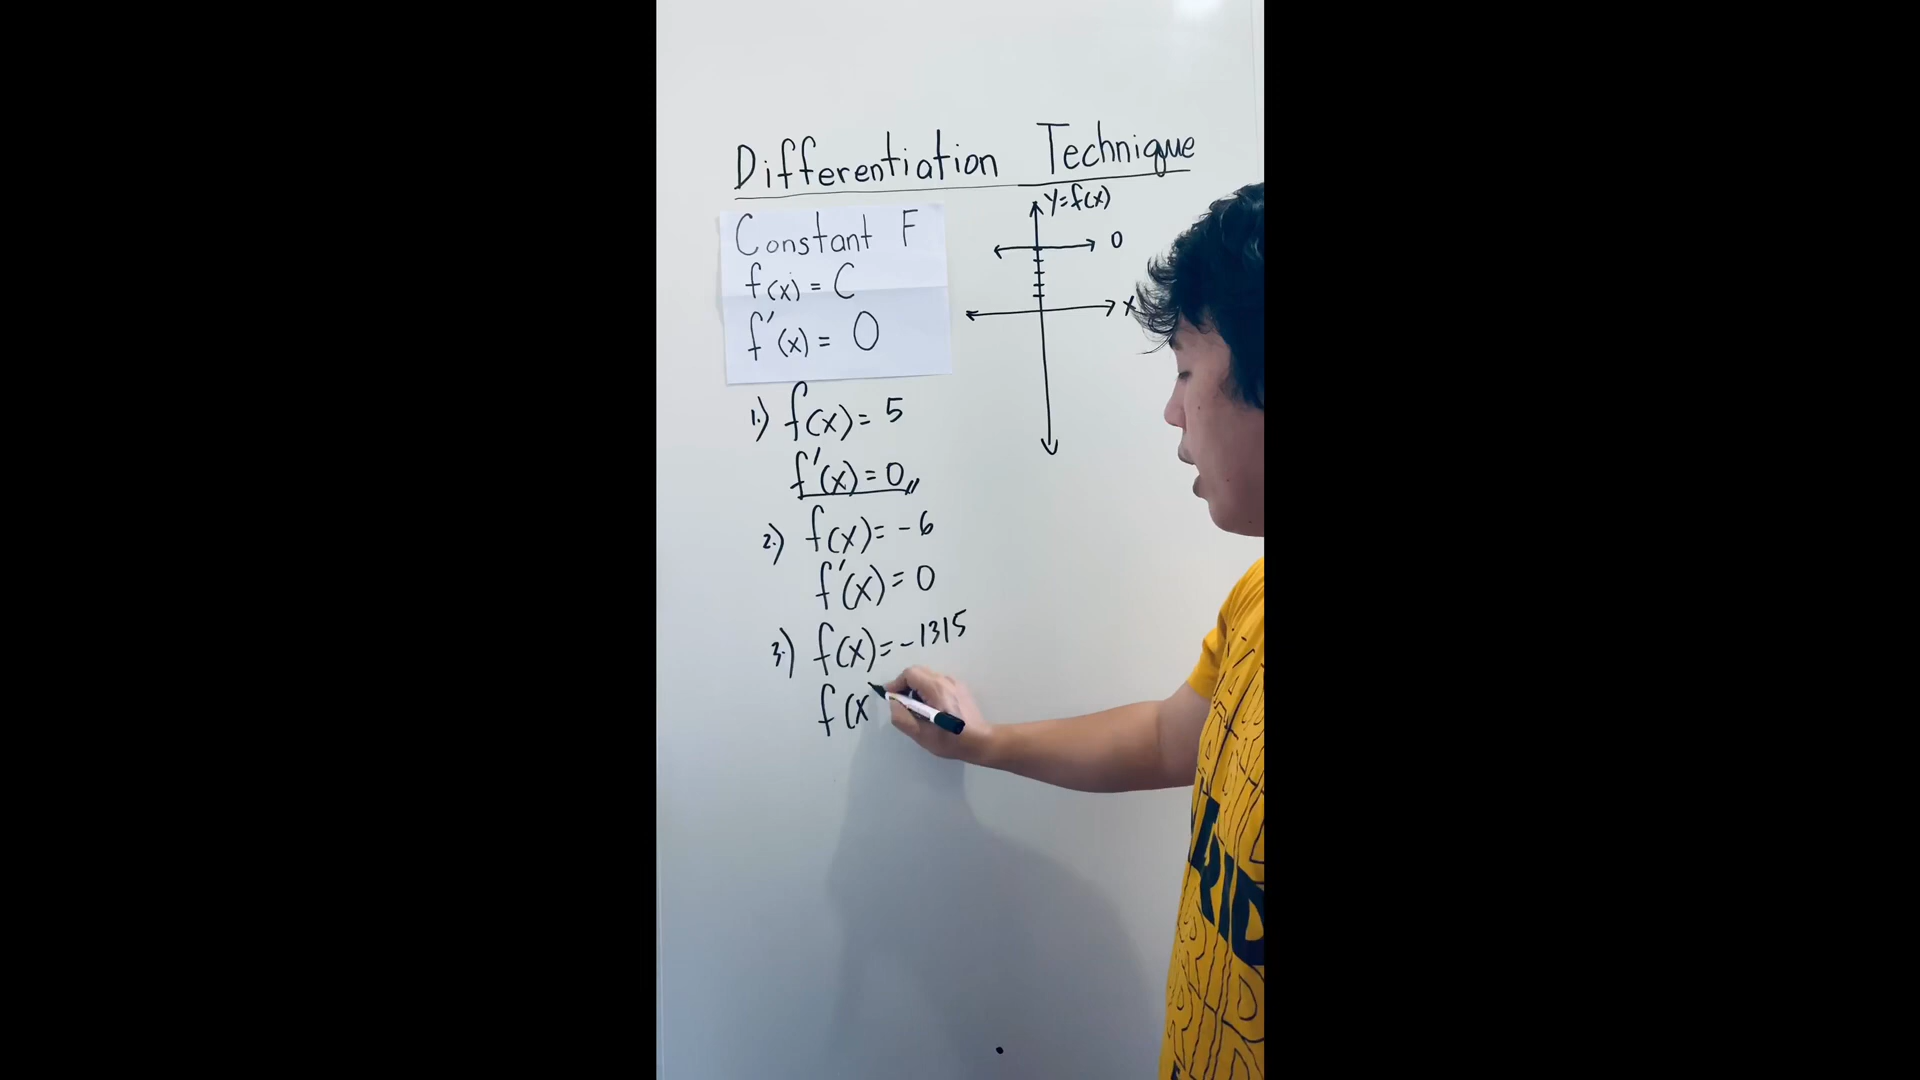 Differentiation Technique
Constant F
f(x) = C
f'(x) = 0
y=f(x)
0
x
1.) f(x) = 5
f'(x) = 0
2.) f(x) = -6
f'(x) = 0
3.) f(x) = -1315
f(x